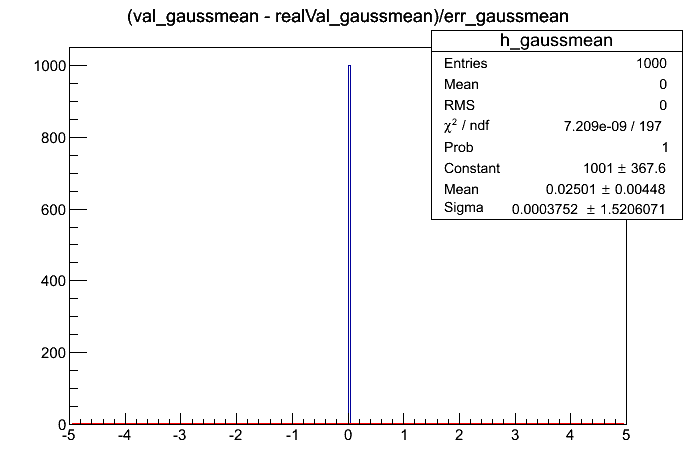 (val_gaussmean - realVal_gaussmean)/err_gaussmean
h_gaussmean
Entries 1000
Mean 0
RMS 0
χ² / ndf 7.209e-09 / 197
Prob 1
Constant 1001 ± 367.6
Mean 0.02501 ± 0.00448
Sigma 0.0003752 ± 1.5206071
1000
800
600
400
200
0
-5 -4 -3 -2 -1 0 1 2 3 4 5